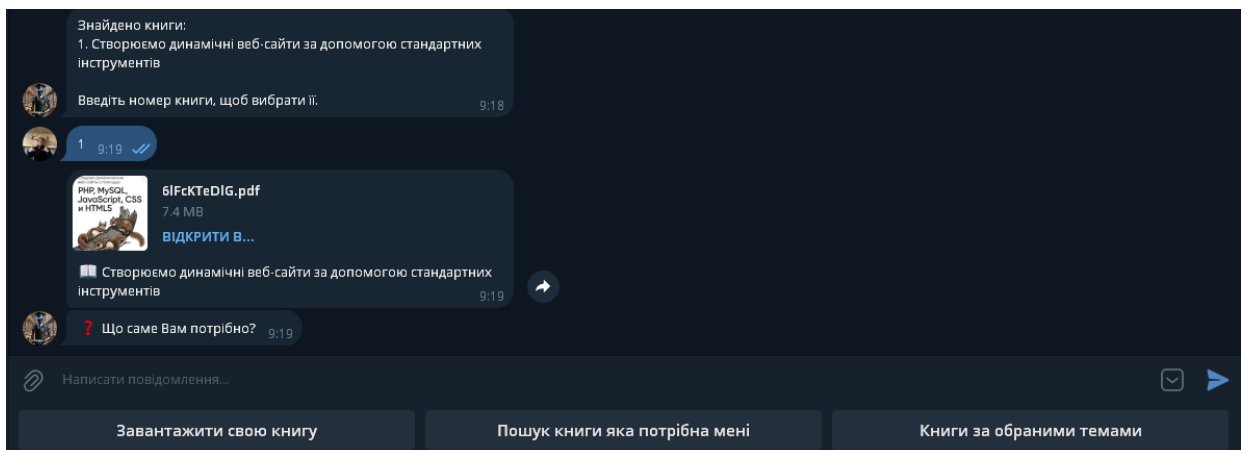 Знайдено книги:
1. Створюємо динамічні веб-сайти за допомогою стандартних
інструментів
Введіть номер книги, щоб вибрати її.
9:18
1 9:19
PHP, MySQL,
JavaScript, CSS
и HTML5
6lFcKTeDlG.pdf
7.4 MB
ВІДКРИТИ В...
Створюємо динамічні веб-сайти за допомогою стандартних
інструментів
9:19
❓ Що саме Вам потрібно? 9:19
Написати повідомлення...
Завантажити свою книгу
Пошук книги яка потрібна мені
Книги за обраними темами